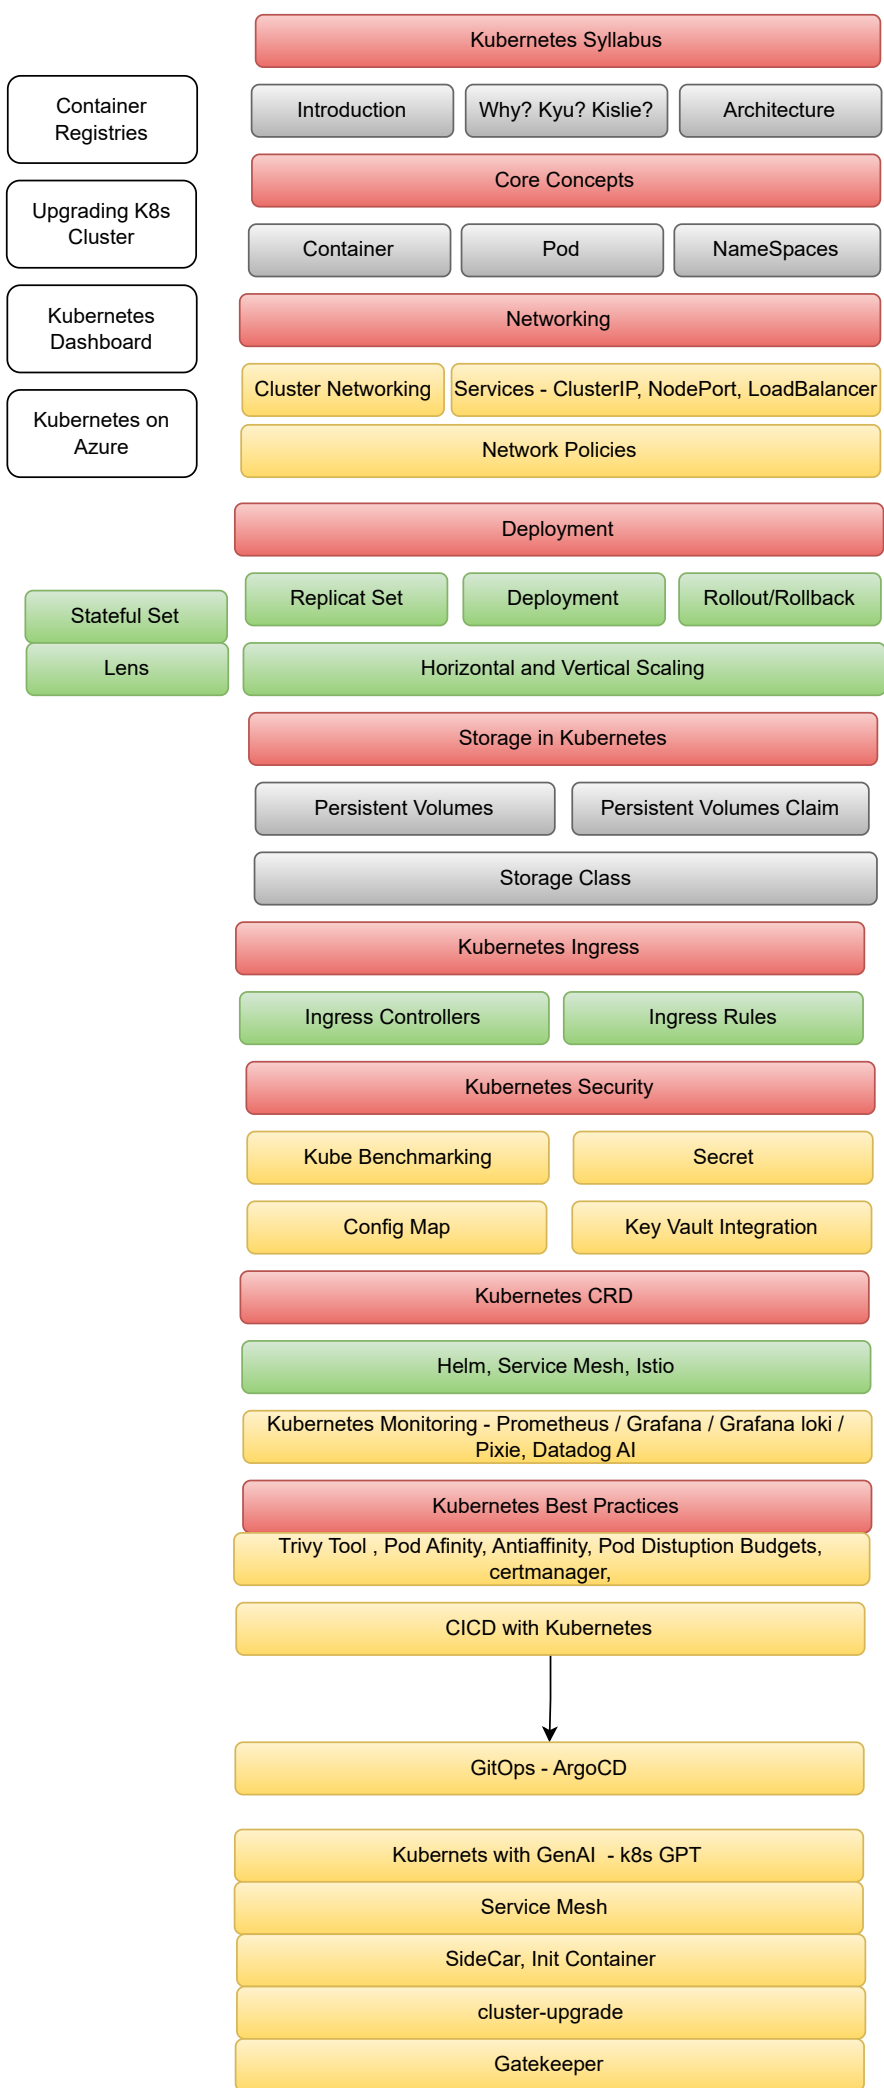 Kubernetes Syllabus
Container
Registries
Introduction
Why? Kyu? Kislie?
Architecture
Core Concepts
Upgrading K8s
Cluster
Container
Pod
NameSpaces
Kubernetes
Dashboard
Networking
Cluster Networking
Services - ClusterIP, NodePort, LoadBalancer
Kubernetes on
Azure
Network Policies
Deployment
Stateful Set
Replicat Set
Deployment
Rollout/Rollback
Lens
Horizontal and Vertical Scaling
Storage in Kubernetes
Persistent Volumes
Persistent Volumes Claim
Storage Class
Kubernetes Ingress
Ingress Controllers
Ingress Rules
Kubernetes Security
Kube Benchmarking
Secret
Config Map
Key Vault Integration
Kubernetes CRD
Helm, Service Mesh, Istio
Kubernetes Monitoring - Prometheus / Grafana / Grafana loki /
Pixie, Datadog AI
Kubernetes Best Practices
Trivy Tool , Pod Afinity, Antiaffinity, Pod Distuption Budgets,
certmanager,
CICD with Kubernetes
GitOps - ArgoCD
Kubernets with GenAI  - k8s GPT
Service Mesh
SideCar, Init Container
cluster-upgrade
Gatekeeper